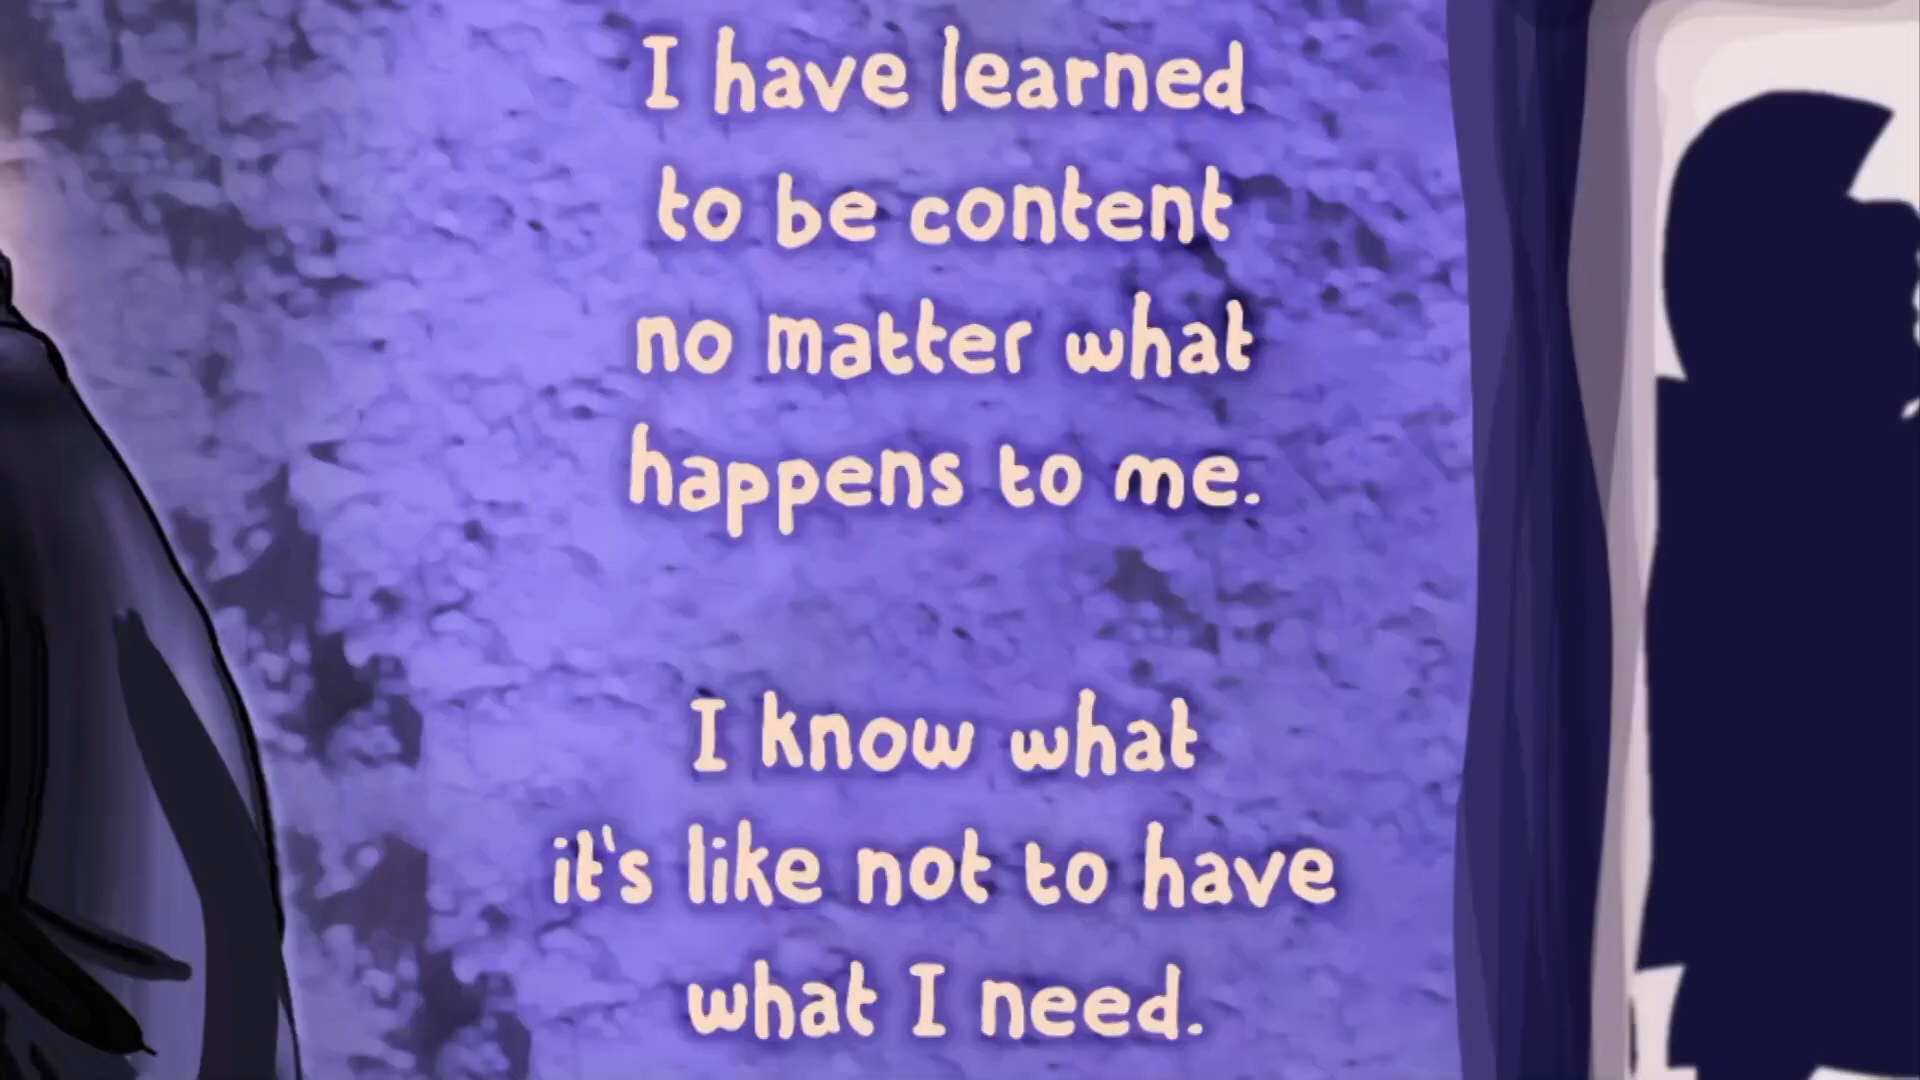 I have learned
to be content
no matter what
happens to me.
I know what
it's like not to have
what I need.